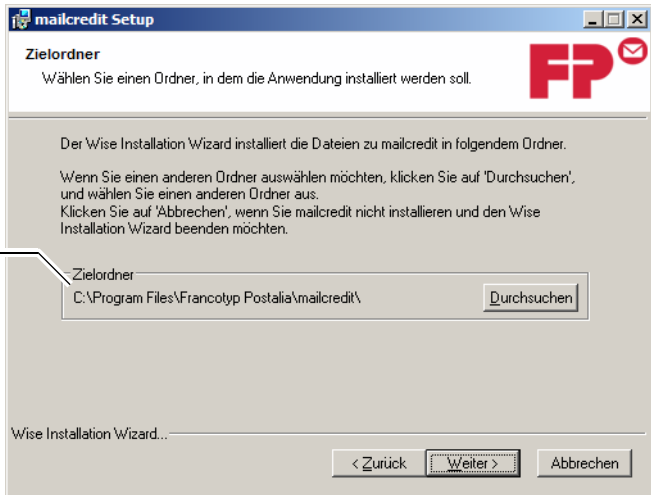 mailcredit Setup
Zielordner
Wählen Sie einen Ordner, in dem die Anwendung installiert werden soll.
FP
Der Wise Installation Wizard installiert die Dateien zu mailcredit in folgendem Ordner.
Wenn Sie einen anderen Ordner auswählen möchten, klicken Sie auf 'Durchsuchen',
und wählen Sie einen anderen Ordner aus.
Klicken Sie auf 'Abbrechen', wenn Sie mailcredit nicht installieren und den Wise
Installation Wizard beenden möchten.
Zielordner
C:\Program Files\Francotyp Postalia\mailcredit\
Durchsuchen
Wise Installation Wizard...
< Zurück
Weiter >
Abbrechen